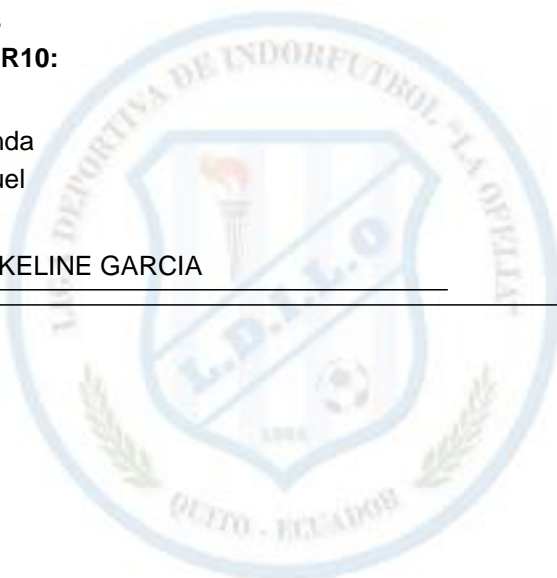 R10:
nda
uel
KELINE GARCIA
LIGA DEPORTIVA DE INDORFUTBOL "LA OFELIA"
L.D.I.L.O
QUITO - ECUADOR